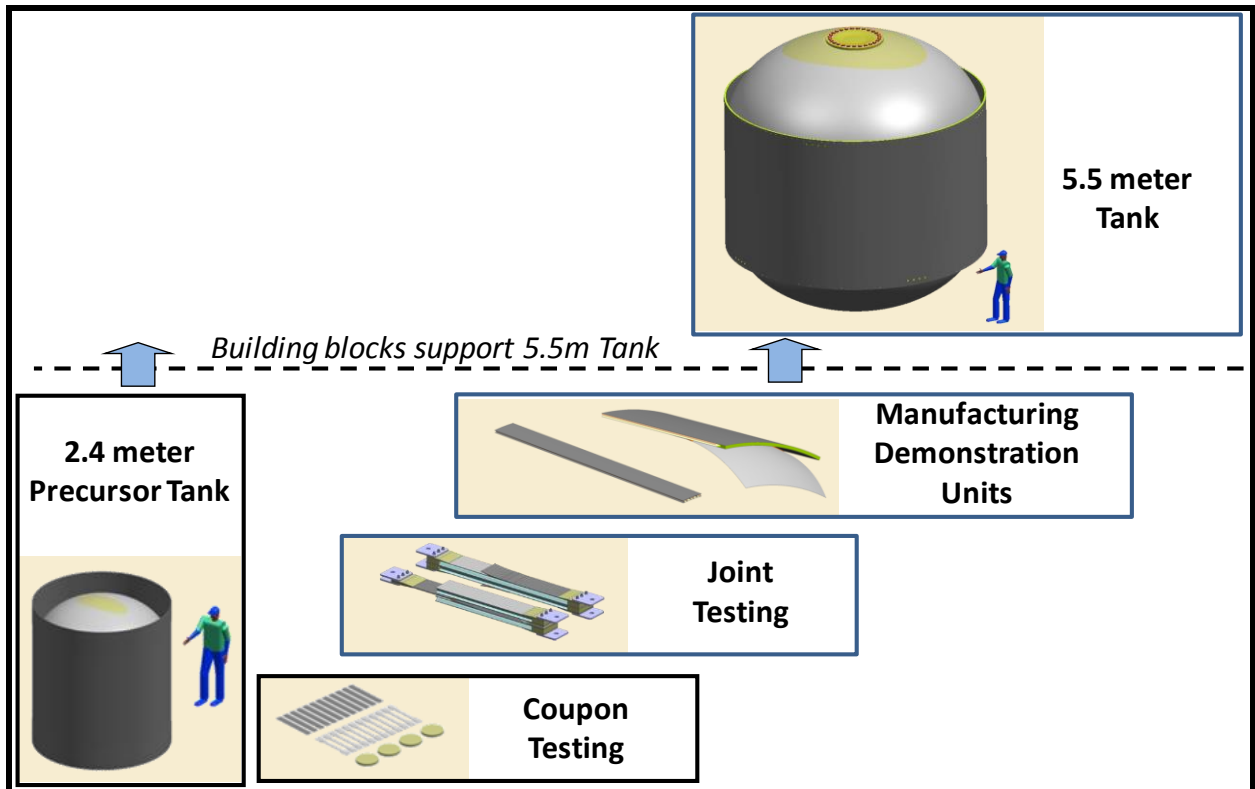 5.5 meter
Tank
Building blocks support 5.5m Tank
2.4 meter
Precursor Tank
Manufacturing
Demonstration
Units
Joint
Testing
Coupon
Testing